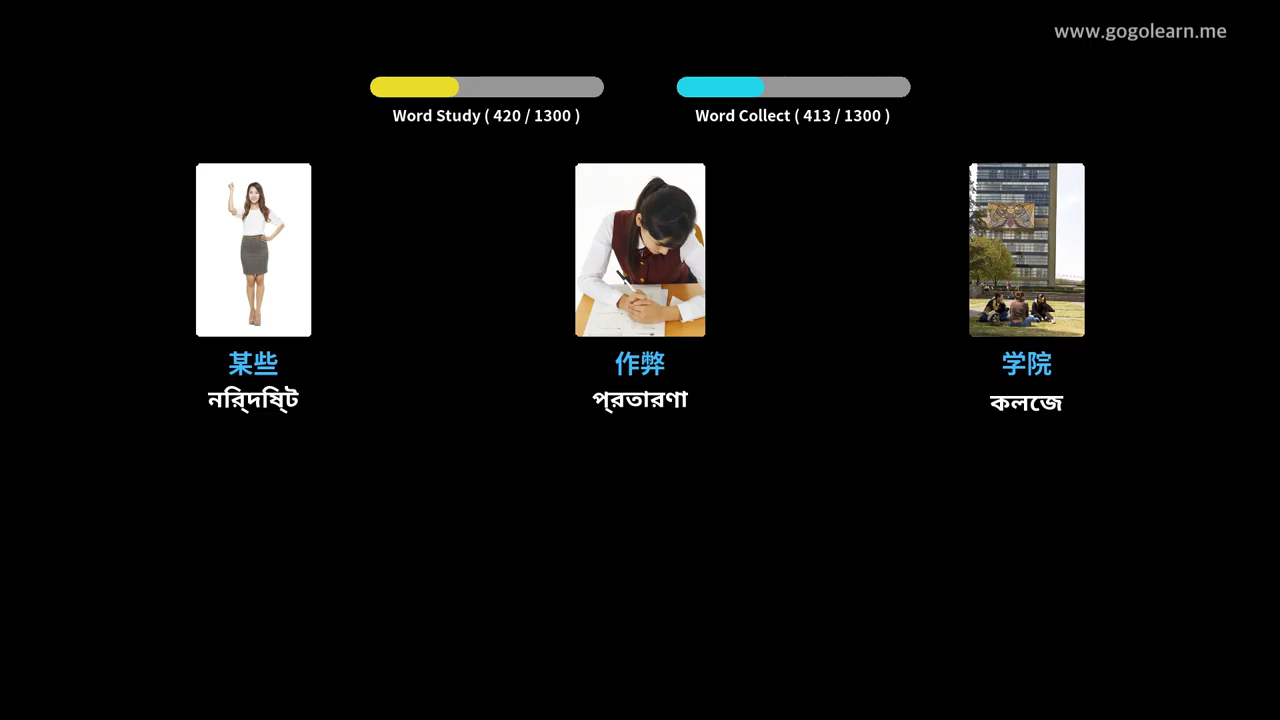 www.gogolearn.me
Word Study ( 420 / 1300 )
Word Collect ( 413 / 1300 )
某些
作弊
学院
নির্দিষ্ট
প্রতারণা
কলেজ